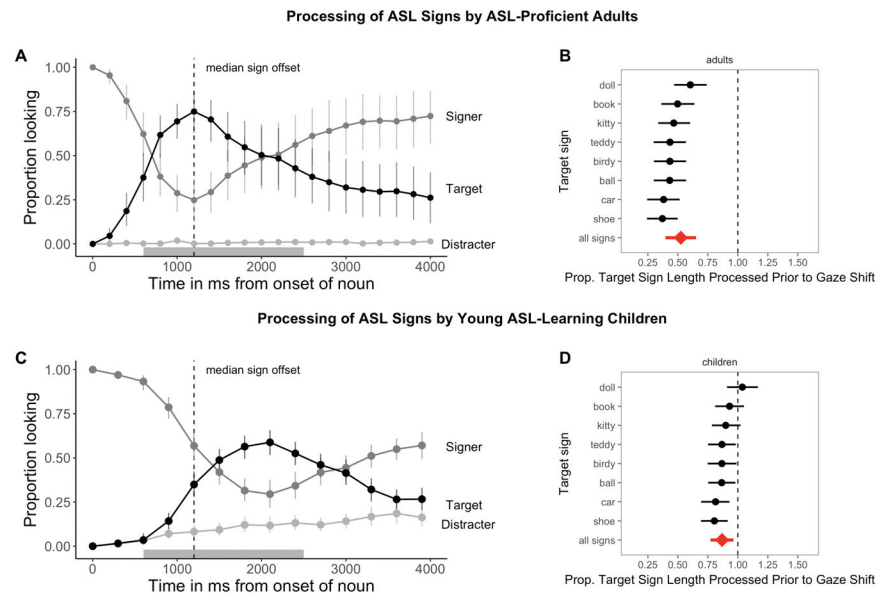 Processing of ASL Signs by ASL-Proficient Adults
A
median sign offset
1.00
0.75
0.50
0.25
0.00
Proportion looking
Signer
Target
Distracter
0 1000 2000 3000 4000
Time in ms from onset of noun
B
adults
doll
book
kitty
teddy
birdy
ball
car
shoe
all signs
Target sign
0.25 0.50 0.75 1.00 1.25 1.50
Prop. Target Sign Length Processed Prior to Gaze Shift
Processing of ASL Signs by Young ASL-Learning Children
C
median sign offset
1.00
0.75
0.50
0.25
0.00
Proportion looking
Signer
Target
Distracter
0 1000 2000 3000 4000
Time in ms from onset of noun
D
children
doll
book
kitty
teddy
birdy
ball
car
shoe
all signs
Target sign
0.25 0.50 0.75 1.00 1.25 1.50
Prop. Target Sign Length Processed Prior to Gaze Shift